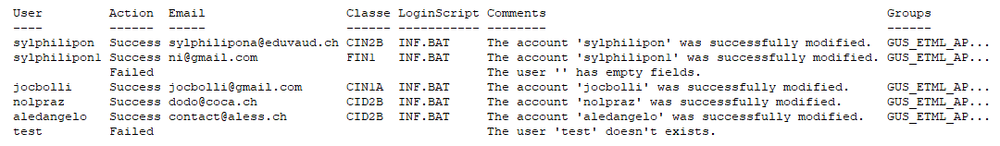 User        Action  Email                   Classe LoginScript Comments                                                Groups
----        ------  -----                   ------ ----------- --------                                                ------
sylphilipon  Success sylphilipona@eduvaud.ch CIN2B  INF.BAT     The account 'sylphilipon' was successfully modified.  GUS_ETML_AP...
sylphilipon1 Success ni@gmail.com            FIN1   INF.BAT     The account 'sylphilipon1' was successfully modified. GUS_ETML_AP...
             Failed                                             The user '' has empty fields.
jocbolli     Success jocbolli@gmail.com      CIN1A  INF.BAT     The account 'jocbolli' was successfully modified.     GUS_ETML_AP...
nolpraz      Success dodo@coca.ch            CID2B  INF.BAT     The account 'nolpraz' was successfully modified.      GUS_ETML_AP...
aledangelo   Success contact@aless.ch        CID2B  INF.BAT     The account 'aledangelo' was successfully modified.   GUS_ETML_AP...
test         Failed                                             The user 'test' doesn't exists.